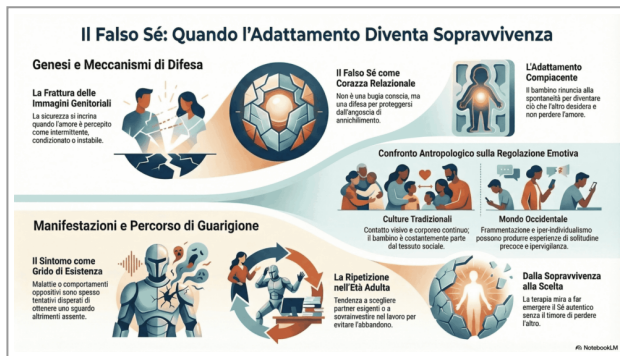 Il Falso Sé: Quando l'Adattamento Diventa Sopravvivenza
Genesi e Meccanismi di Difesa
La Frattura delle
Immagini Genitoriali
La sicurezza si incrina
quando l'amore è percepito
come intermittente,
condizionato o instabile.
Il Falso Sé come
Corazza Relazionale
Non è una bugia conscia, ma
una difesa per proteggersi
dall'angoscia di
annichilimento.
L'Adattamento
Compiacente
Il bambino rinuncia alla
spontaneità per diventare
ciò che l'altro desidera e
non perdere l'amore.
Confronto Antropologico sulla Regolazione Emotiva
Culture Tradizionali
Contatto visivo e corporeo continuo;
il bambino è costantemente parte
del tessuto sociale.
Mondo Occidentale
Frammentazione e iper-individualismo
possono produrre esperienze di solitudine
precoce e ipervigilanza.
Manifestazioni e Percorso di Guarigione
Il Sintomo come
Grido di Esistenza
Malattie o comportamenti
oppositivi sono spesso
tentativi disperati di
ottenere uno sguardo
altrimenti assente.
La Ripetizione
nell'Età Adulta
Tendenza a scegliere
partner esigenti o a
sovrainvestire nel lavoro per
evitare l'abbandono.
Dalla Sopravvivenza
alla Scelta
La terapia mira a far
emergere il Sé autentico
senza il timore di perdere
l'altro.
NotebookLM